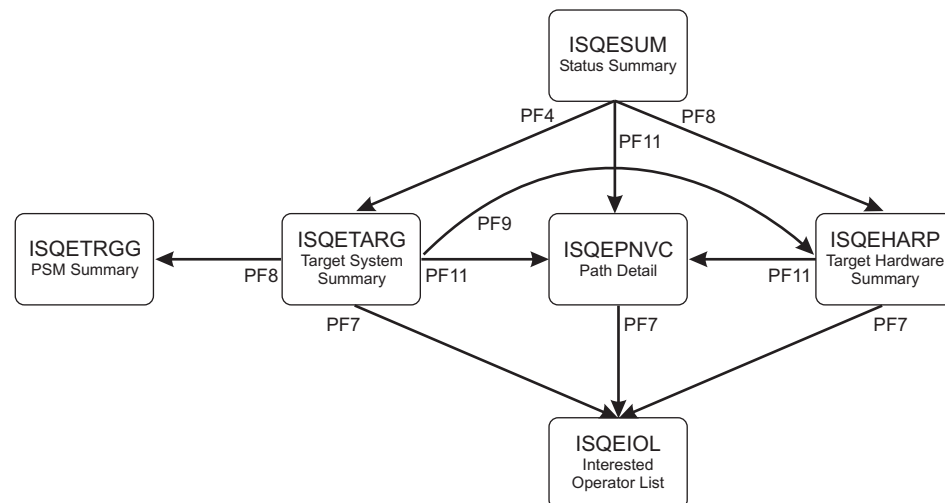 ISQESUM
Status Summary
PF4
PF8
PF11
PF9
ISQETRGG
PSM Summary
ISQETARG
Target System
Summary
ISQEPNVC
Path Detail
ISQEHARP
Target Hardware
Summary
PF8
PF11
PF11
PF7
PF7
PF7
ISQEIOL
Interested
Operator List